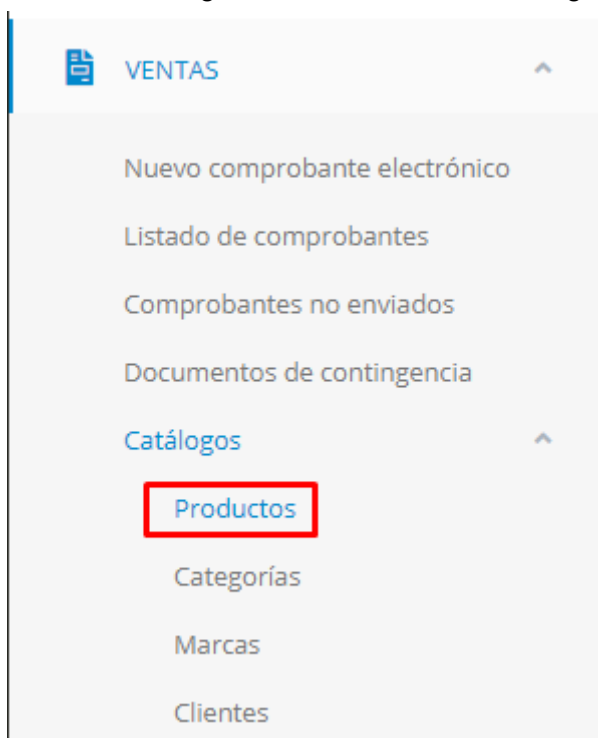 VENTAS
Nuevo comprobante electrónico
Listado de comprobantes
Comprobantes no enviados
Documentos de contingencia
Catálogos
Productos
Categorías
Marcas
Clientes